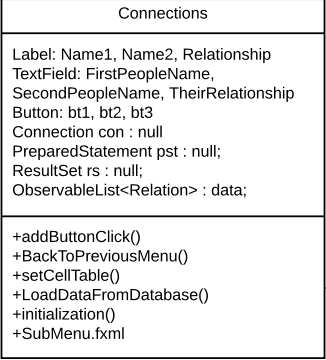 Connections
Label: Name1, Name2, Relationship
TextField: FirstPeopleName,
SecondPeopleName, TheirRelationship
Button: bt1, bt2, bt3
Connection con : null
PreparedStatement pst : null;
ResultSet rs : null;
ObservableList<Relation> : data;
+addButtonClick()
+BackToPreviousMenu()
+setCellTable()
+LoadDataFromDatabase()
+initialization()
+SubMenu.fxml